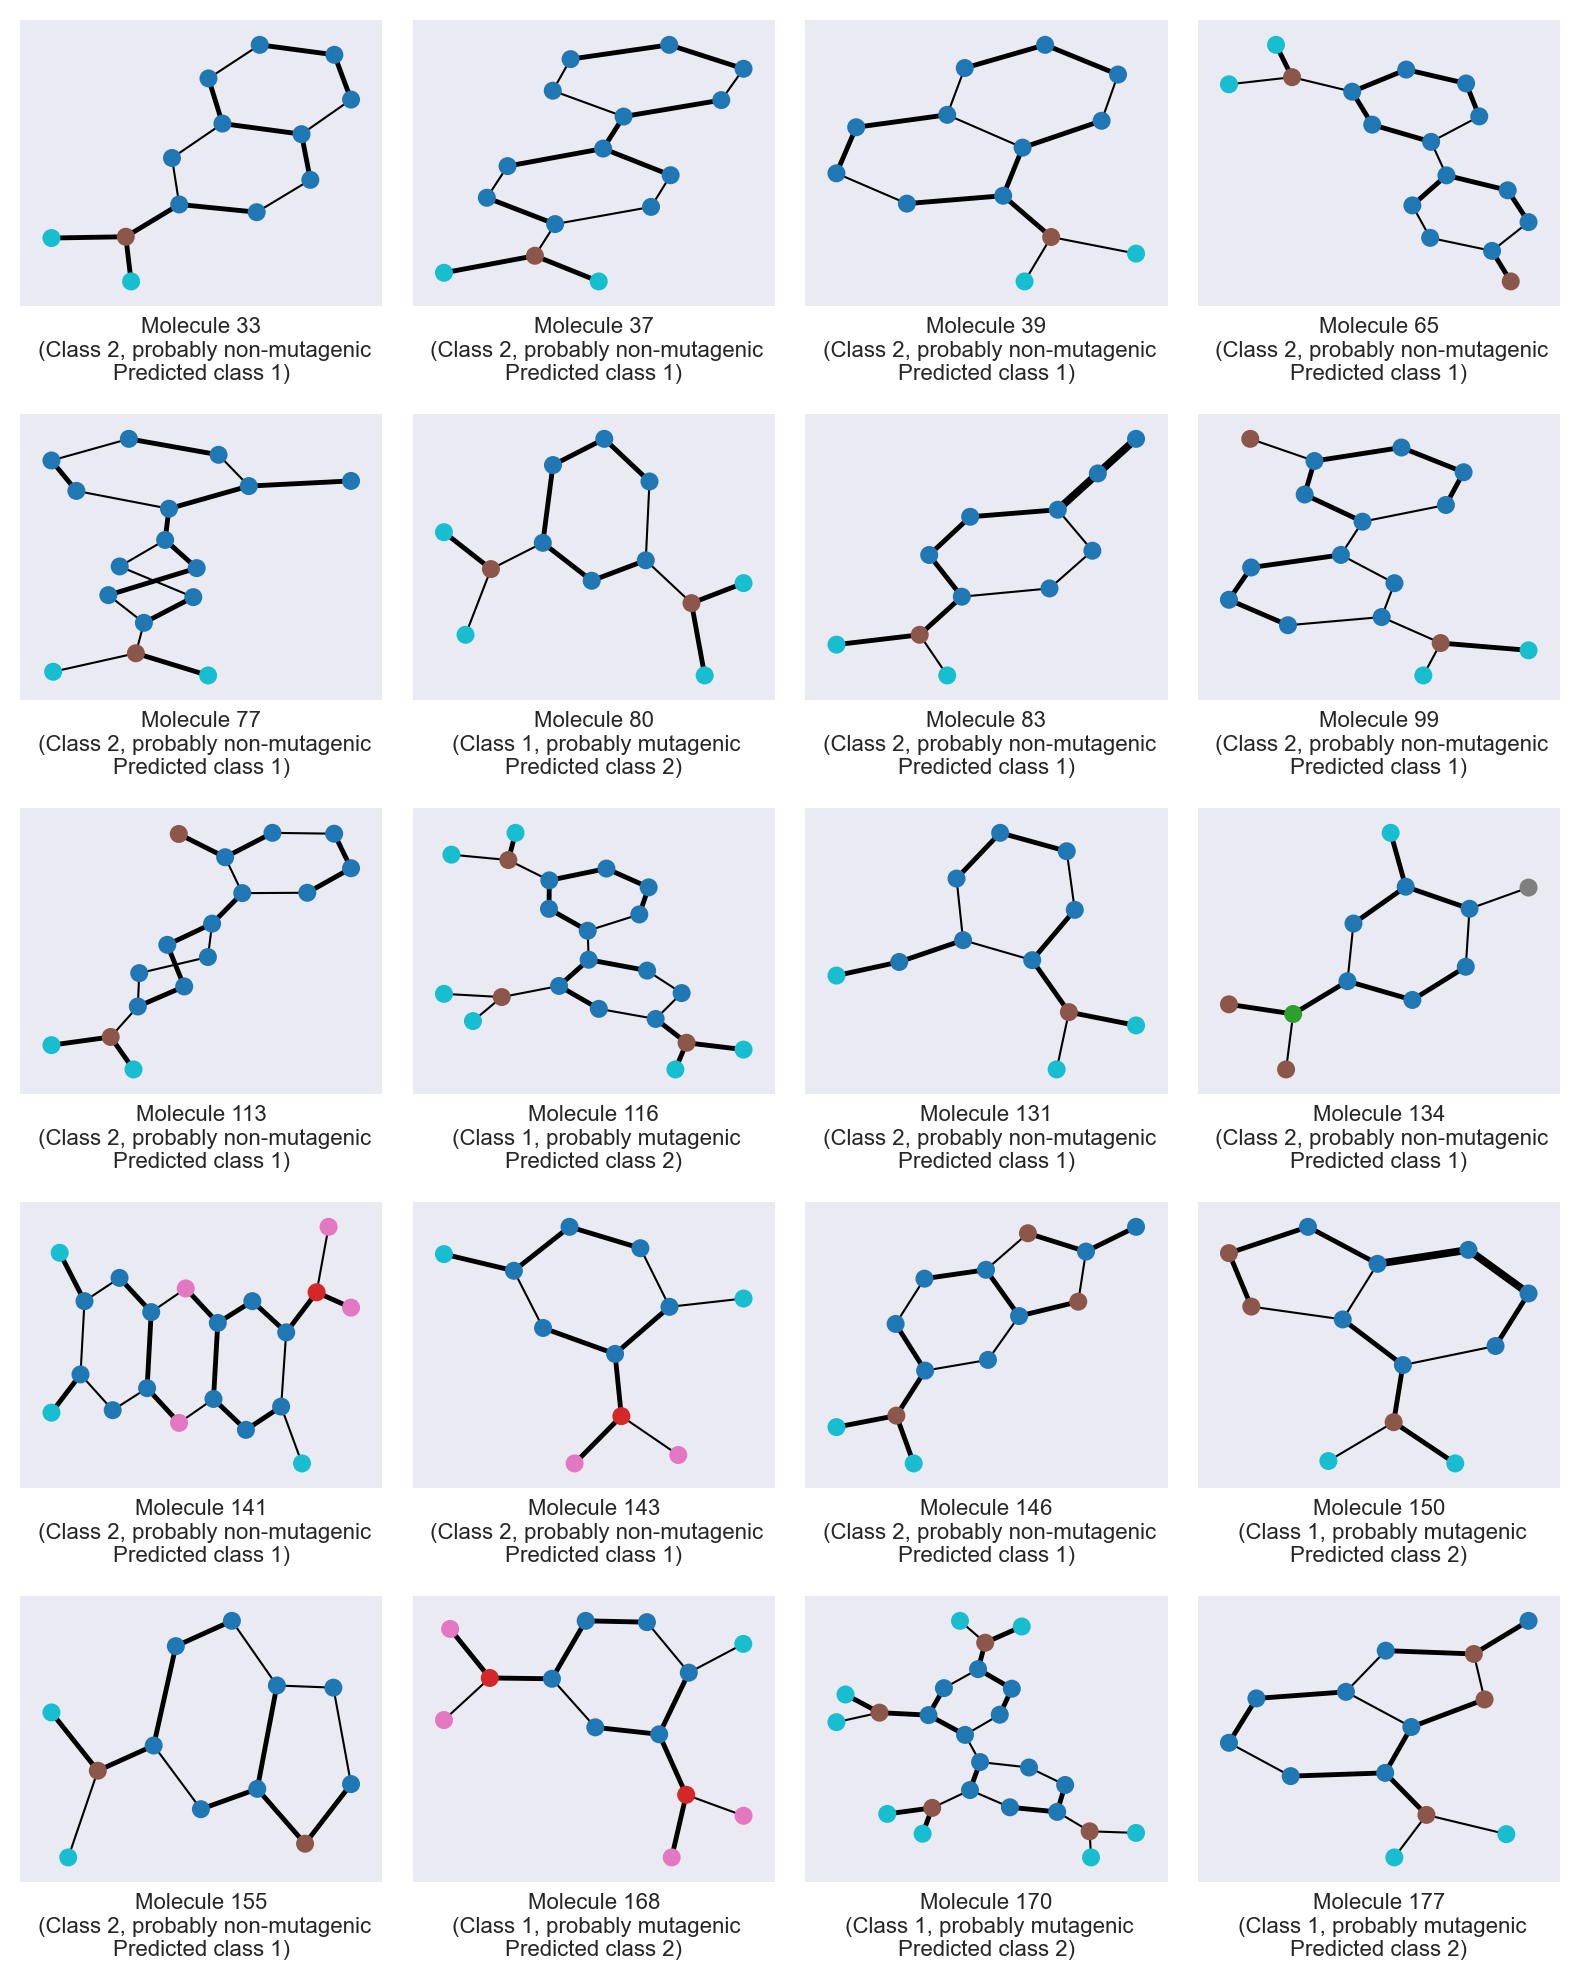 Molecule 33
(Class 2, probably non-mutagenic
Predicted class 1)
Molecule 37
(Class 2, probably non-mutagenic
Predicted class 1)
Molecule 39
(Class 2, probably non-mutagenic
Predicted class 1)
Molecule 65
(Class 2, probably non-mutagenic
Predicted class 1)
Molecule 77
(Class 2, probably non-mutagenic
Predicted class 1)
Molecule 80
(Class 1, probably mutagenic
Predicted class 2)
Molecule 83
(Class 2, probably non-mutagenic
Predicted class 1)
Molecule 99
(Class 2, probably non-mutagenic
Predicted class 1)
Molecule 113
(Class 2, probably non-mutagenic
Predicted class 1)
Molecule 116
(Class 1, probably mutagenic
Predicted class 2)
Molecule 131
(Class 2, probably non-mutagenic
Predicted class 1)
Molecule 134
(Class 2, probably non-mutagenic
Predicted class 1)
Molecule 141
(Class 2, probably non-mutagenic
Predicted class 1)
Molecule 143
(Class 2, probably non-mutagenic
Predicted class 1)
Molecule 146
(Class 2, probably non-mutagenic
Predicted class 1)
Molecule 150
(Class 1, probably mutagenic
Predicted class 2)
Molecule 155
(Class 2, probably non-mutagenic
Predicted class 1)
Molecule 168
(Class 1, probably mutagenic
Predicted class 2)
Molecule 170
(Class 1, probably mutagenic
Predicted class 2)
Molecule 177
(Class 1, probably mutagenic
Predicted class 2)